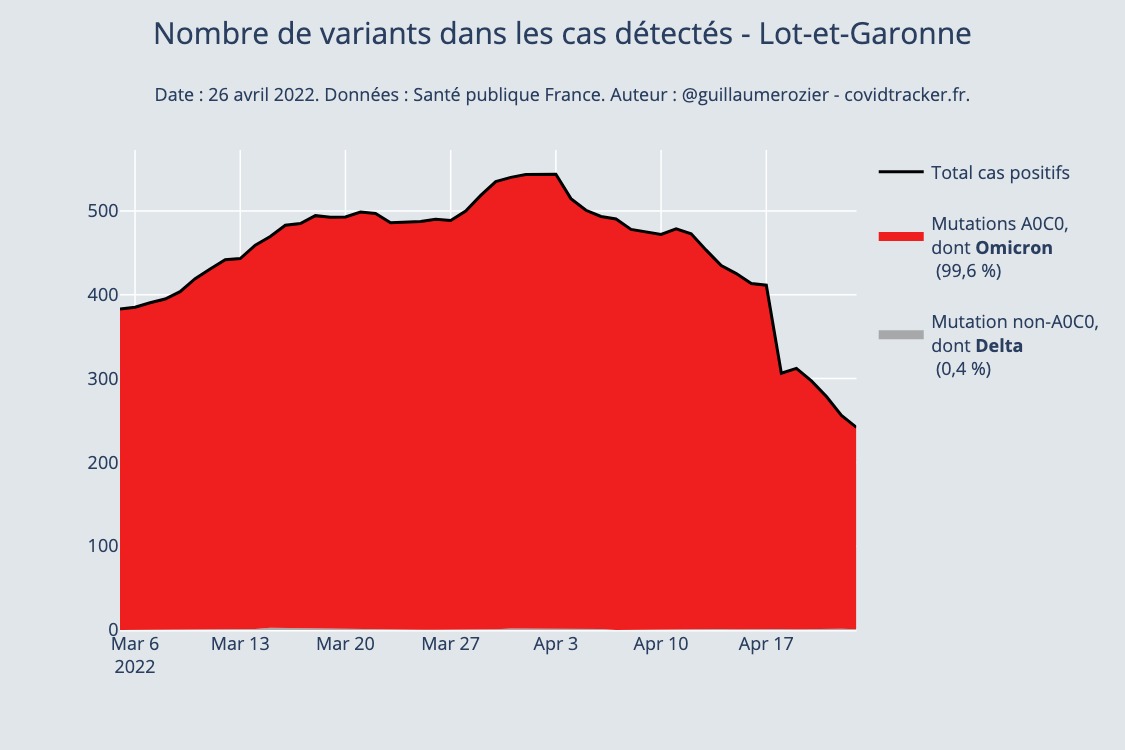 Nombre de variants dans les cas détectés - Lot-et-Garonne
Date : 26 avril 2022. Données : Santé publique France. Auteur : @guillaumerozier - covidtracker.fr.
Total cas positifs
Mutations A0C0,
dont Omicron
(99,6 %)
Mutation non-A0C0,
dont Delta
(0,4 %)
500
400
300
200
100
0
Mar 6 Mar 13 Mar 20 Mar 27 Apr 3 Apr 10 Apr 17
2022